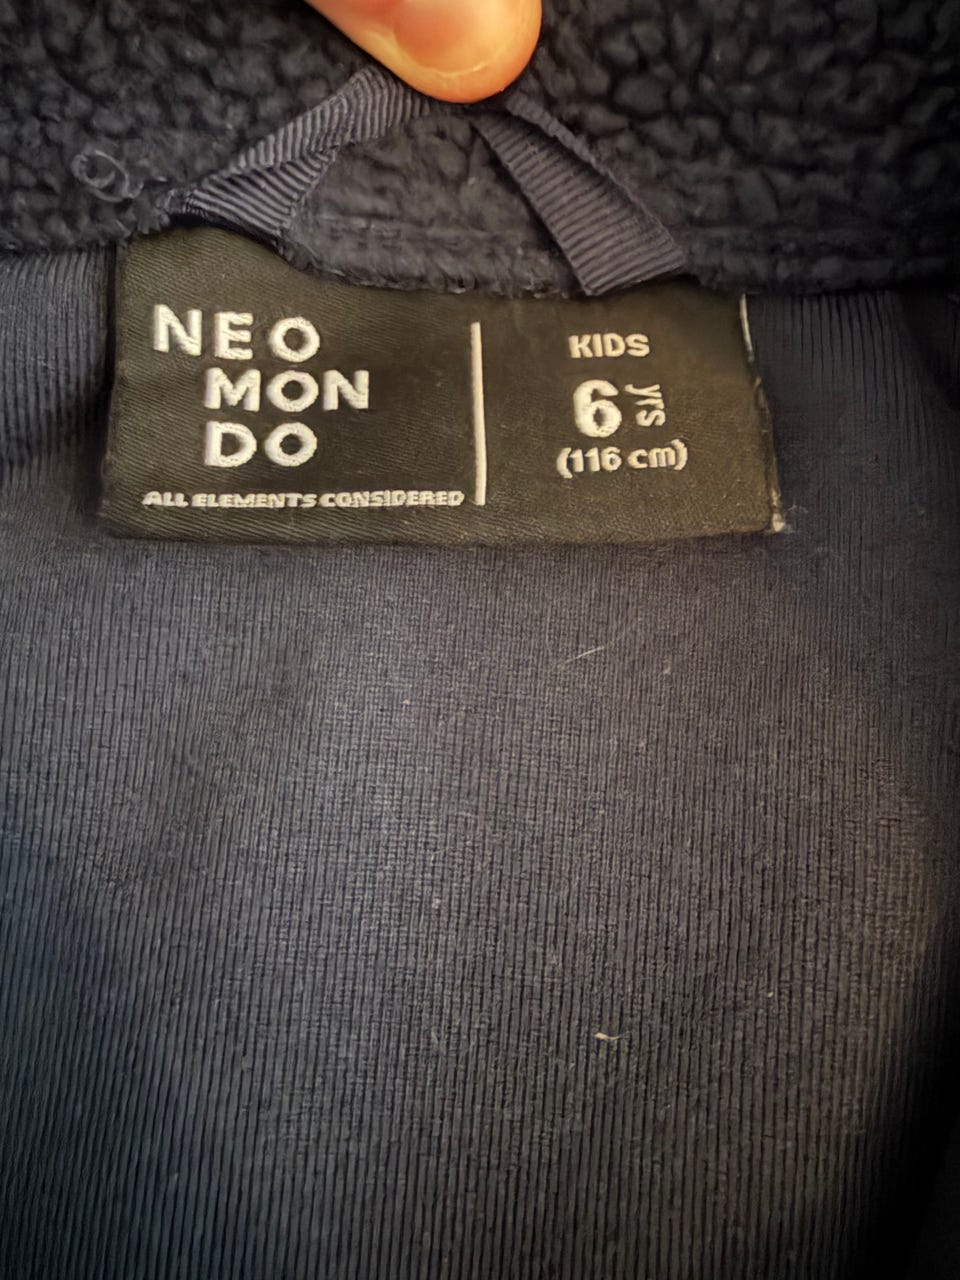 NEO
MON
DO
ALL ELEMENTS CONSIDERED
KIDS
6 yrs
(116 cm)